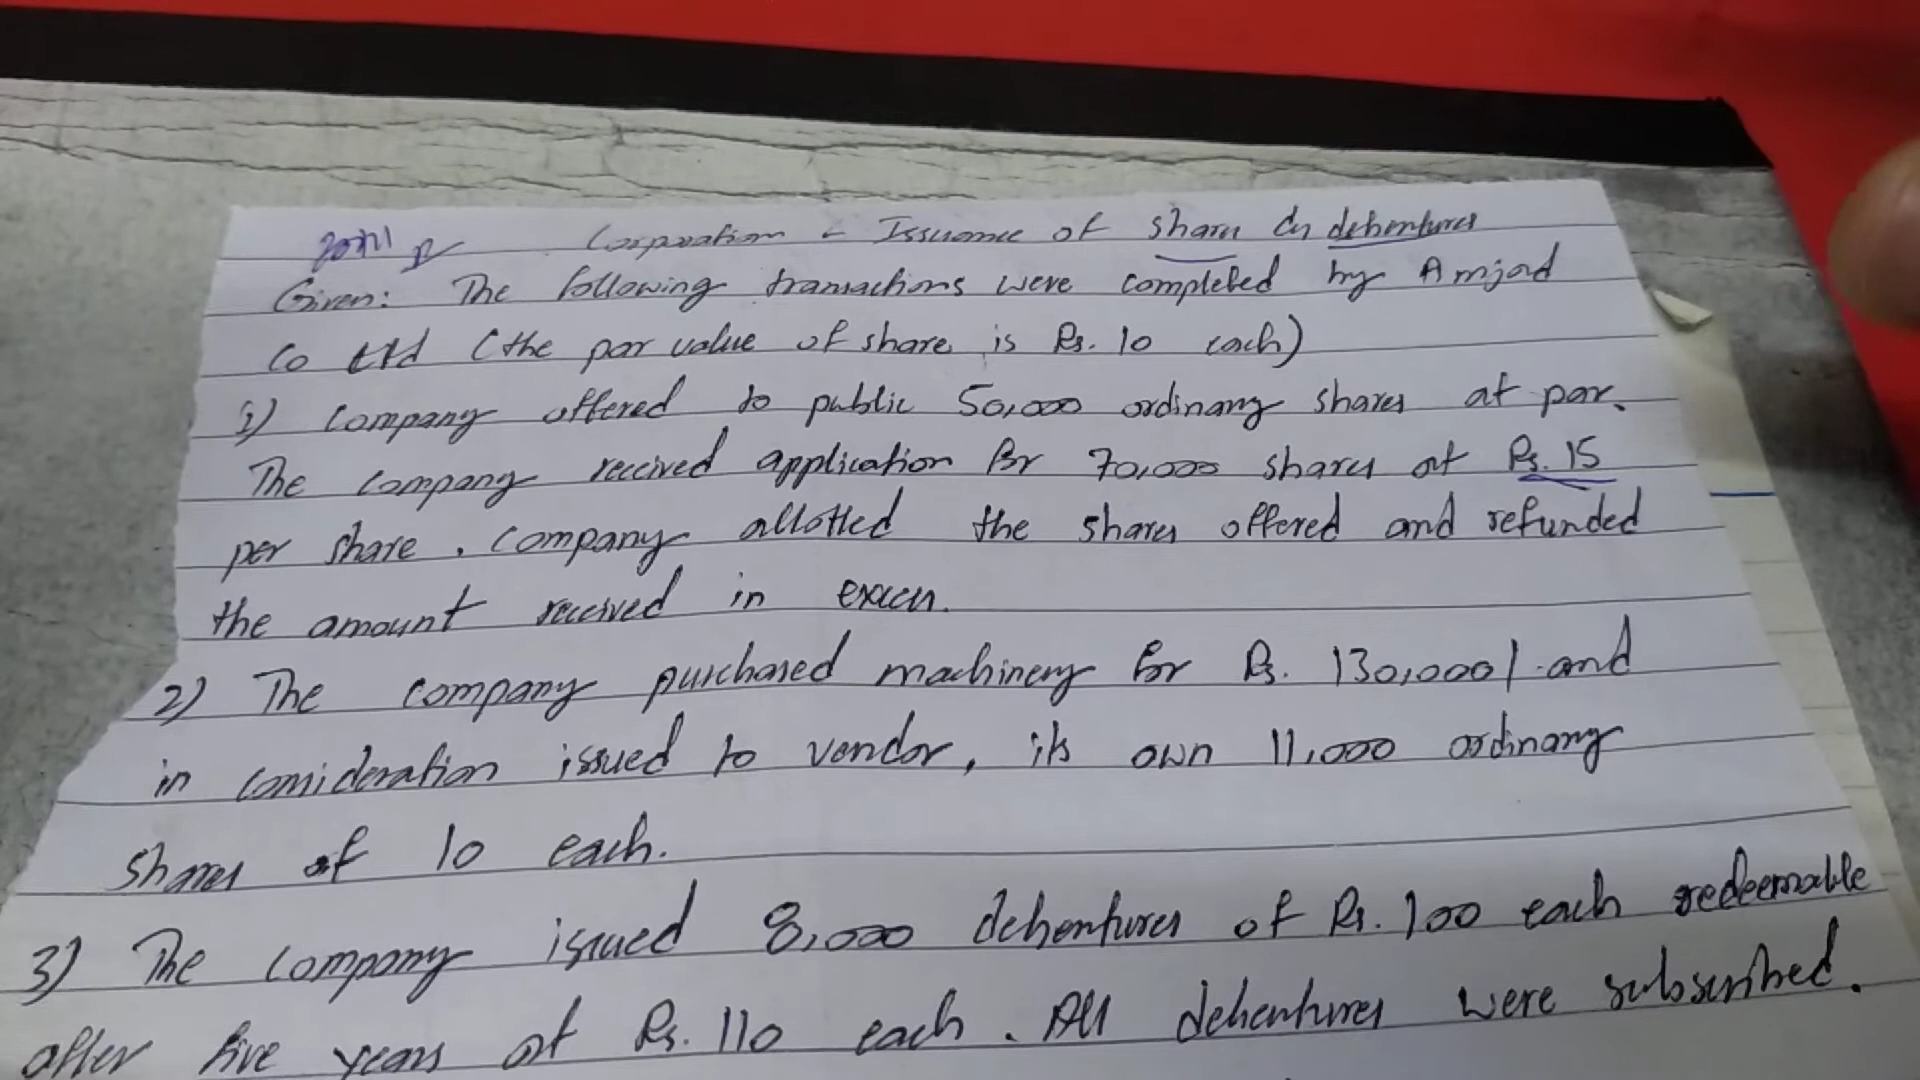 Corporation - Issuance of share & debentures
Given: The following transactions were completed by Amjad
Co Ltd (the par value of share is Rs. 10 each)
1) Company offered to public 50,000 ordinary shares at par.
The company received application for 70,000 shares at Rs. 15
per share. Company allotted the shares offered and refunded
the amount received in excess.
2) The company purchased machinery for Rs. 130,000/- and
in consideration issued to vendor, its own 11,000 ordinary
shares of 10 each.
3) The company issued 8,000 debentures of Rs. 100 each redeemable
after five years at Rs. 110 each. All debentures were subscribed.